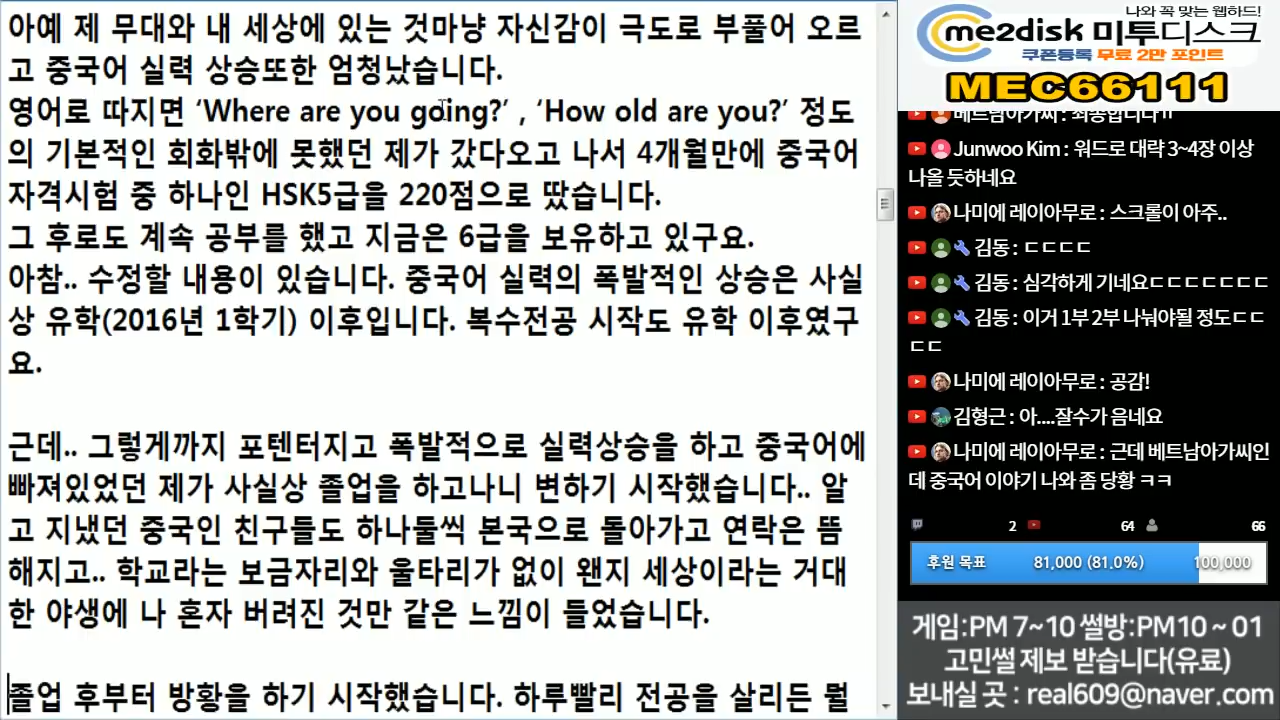 아예 제 무대와 내 세상에 있는 것마냥 자신감이 극도로 부풀어 오르
고 중국어 실력 상승또한 엄청났습니다.
영어로 따지면 ‘Where are you going?’ , ‘How old are you?’ 정도
의 기본적인 회화밖에 못했던 제가 갔다오고 나서 4개월만에 중국어
자격시험 중 하나인 HSK5급을 220점으로 땄습니다.
그 후로도 계속 공부를 했고 지금은 6급을 보유하고 있구요.
아참.. 수정할 내용이 있습니다. 중국어 실력의 폭발적인 상승은 사실
상 유학(2016년 1학기) 이후입니다. 복수전공 시작도 유학 이후였구
요.
근데.. 그렇게까지 포텐터지고 폭발적으로 실력상승을 하고 중국어에
빠져있었던 제가 사실상 졸업을 하고나니 변하기 시작했습니다.. 알
고 지냈던 중국인 친구들도 하나둘씩 본국으로 돌아가고 연락은 뜸
해지고.. 학교라는 보금자리와 울타리가 없이 왠지 세상이라는 거대
한 야생에 나 혼자 버려진 것만 같은 느낌이 들었습니다.
졸업 후부터 방황을 하기 시작했습니다. 하루빨리 전공을 살리든 뭘
나와 꼭 맞는 웹하드!
me2disk 미투디스크
쿠폰등록 무료 2만 포인트
MEC66111
베트남아가씨 : 죄송합니다ㅠ
Junwoo Kim : 워드로 대략 3~4장 이상
나올 듯하네요
나미에 레이아무로 : 스크롤이 아주..
김동 : ㄷㄷㄷㄷ
김동 : 심각하게 기네요ㄷㄷㄷㄷㄷㄷㄷ
김동 : 이거 1부 2부 나눠야될 정도ㄷㄷ
ㄷㄷ
나미에 레이아무로 : 공감!
김형근 : 아....잘수가 음네요
나미에 레이아무로 : 근데 베트남아가씨인
데 중국어 이야기 나와 좀 당황 ㅋㅋ
2 64 66
후원 목표 81,000 (81.0%) 100,000
게임:PM 7~10 썰방:PM10 ~ 01
고민썰 제보 받습니다(유료)
보내실 곳 : real609@naver.com